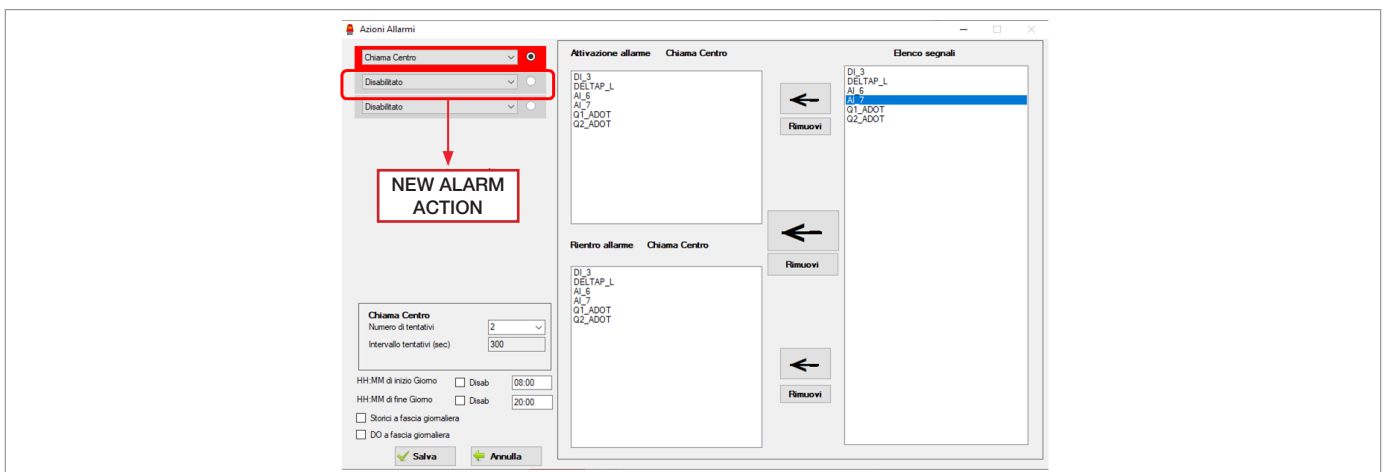 Azioni Allarmi
Chiama Centro
Disabilitato
Disabilitato
NEW ALARM
ACTION
Chiama Centro
Numero di tentativi 2
Intervallo tentativi (sec) 300
HH:MM di inizio Giorno Disab 08:00
HH:MM di fine Giorno Disab 20:00
Storici a fascia giornaliera
DO a fascia giornaliera
Salva Annulla
Attivazione allarme Chiama Centro
DI_3
DELTAP_L
AI_6
AI_7
Q1_ADOT
Q2_ADOT
Rientro allarme Chiama Centro
DI_3
DELTAP_L
AI_6
AI_7
Q1_ADOT
Q2_ADOT
Rimuovi
Rimuovi
Rimuovi
Elenco segnali
DI_3
DELTAP_L
AI_6
AI_7
Q1_ADOT
Q2_ADOT